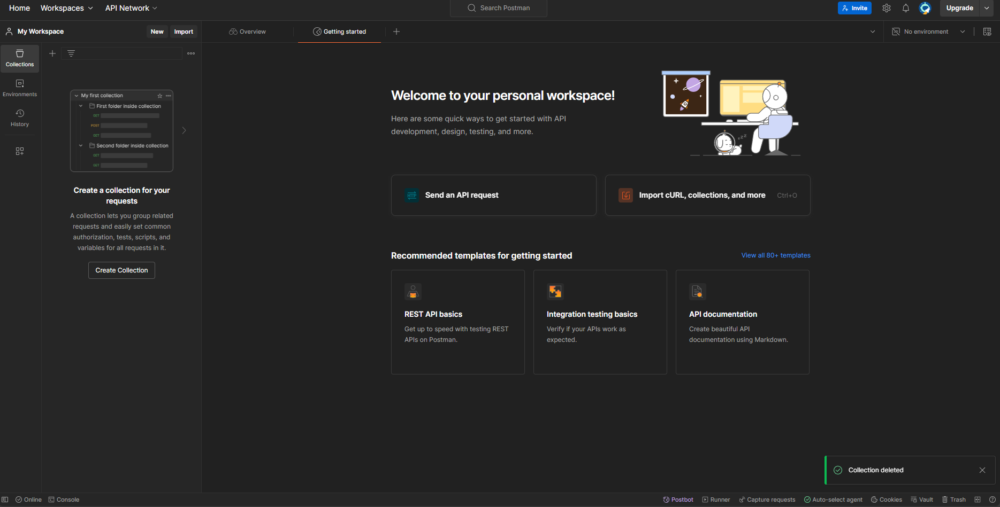 Home
Workspaces
API Network
Search Postman
Invite
Upgrade
My Workspace
New
Import
Overview
Getting started
No environment
Collections
Environments
History
My first collection
First folder inside collection
GET
POST
GET
Second folder inside collection
GET
GET
Create a collection for your
requests
A collection lets you group related
requests and easily set common
authorization, tests, scripts, and
variables for all requests in it.
Create Collection
Welcome to your personal workspace!
Here are some quick ways to get started with API
development, design, testing, and more.
z z z
HTTP
Send an API request
Import cURL, collections, and more
Ctrl+O
Recommended templates for getting started
View all 80+ templates
REST API basics
Get up to speed with testing REST
APIs on Postman.
Integration testing basics
Verify if your APIs work as
expected.
API documentation
Create beautiful API
documentation using Markdown.
Collection deleted
Online
Console
Postbot
Runner
Capture requests
Auto-select agent
Cookies
Vault
Trash